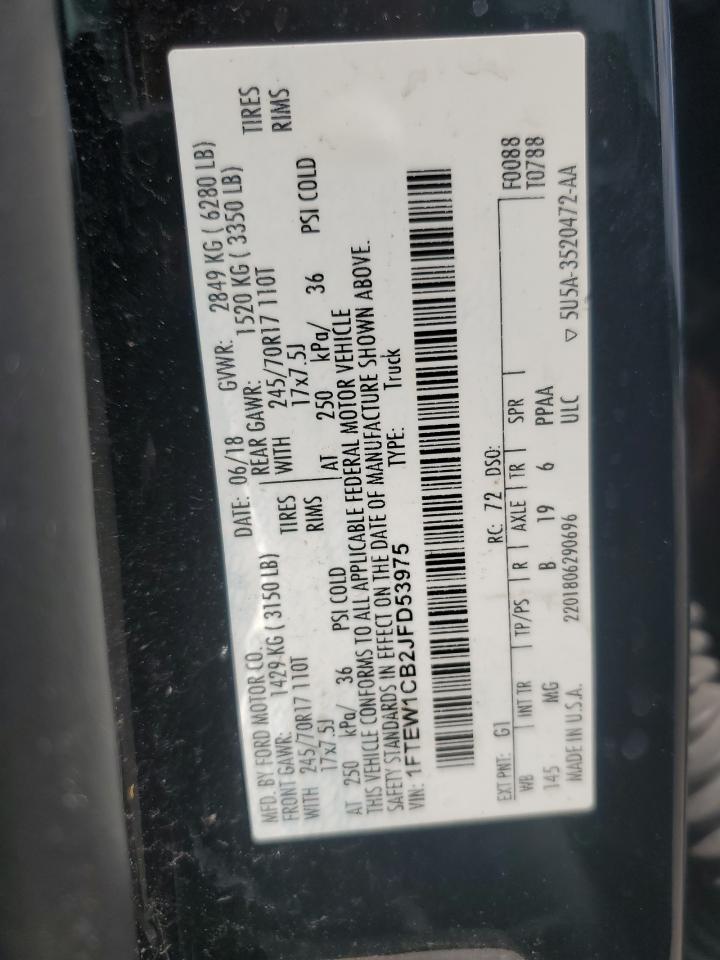 MFD. BY FORD MOTOR CO.
DATE: 06/18 GVWR: 2849 KG ( 6280 LB)
FRONT GAWR: 1429 KG ( 3150 LB) REAR GAWR: 1520 KG ( 3350 LB)
WITH 245/70R17 110T TIRES WITH 245/70R17 110T TIRES
17x7.5J RIMS 17x7.5J RIMS
AT 250 kPa/ 36 PSI COLD AT 250 kPa/ 36 PSI COLD
THIS VEHICLE CONFORMS TO ALL APPLICABLE FEDERAL MOTOR VEHICLE
SAFETY STANDARDS IN EFFECT ON THE DATE OF MANUFACTURE SHOWN ABOVE.
VIN: 1FTEW1CB2JFD53975 TYPE: Truck
EXT PNT: G1 RC: 72 DSO: F0088
WB INT TR TP/PS R AXLE TR SPR T0788
145 MG B 19 6 PPAA
MADE IN U.S.A. 2201806290696 ULC ▽ 5U5A-3520472-AA